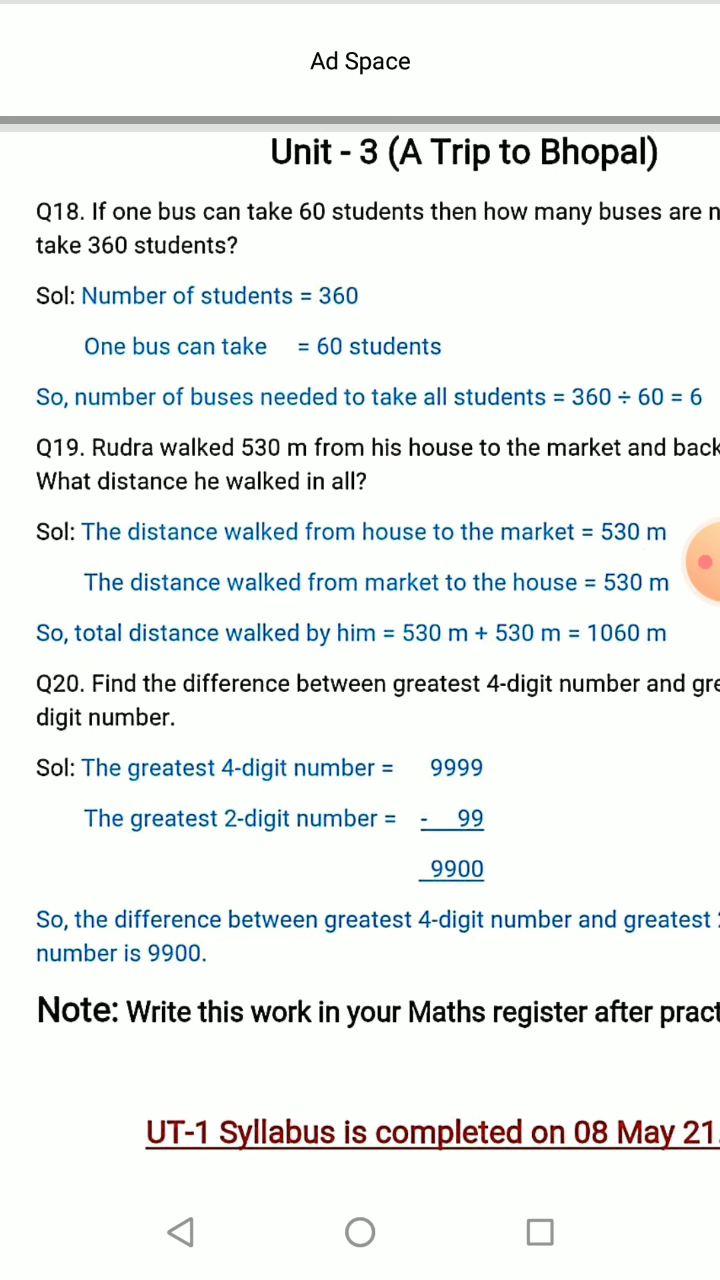 Ad Space
Unit - 3 (A Trip to Bhopal)
Q18. If one bus can take 60 students then how many buses are
take 360 students?
Sol: Number of students = 360
One bus can take = 60 students
So, number of buses needed to take all students = 360 ÷ 60 = 6
Q19. Rudra walked 530 m from his house to the market and back
What distance he walked in all?
Sol: The distance walked from house to the market = 530 m
The distance walked from market to the house = 530 m
So, total distance walked by him = 530 m + 530 m = 1060 m
Q20. Find the difference between greatest 4-digit number and
digit number.
Sol: The greatest 4-digit number = 9999
The greatest 2-digit number = - 99
9900
So, the difference between greatest 4-digit number and greatest
number is 9900.
Note: Write this work in your Maths register after
UT-1 Syllabus is completed on 08 May 21.